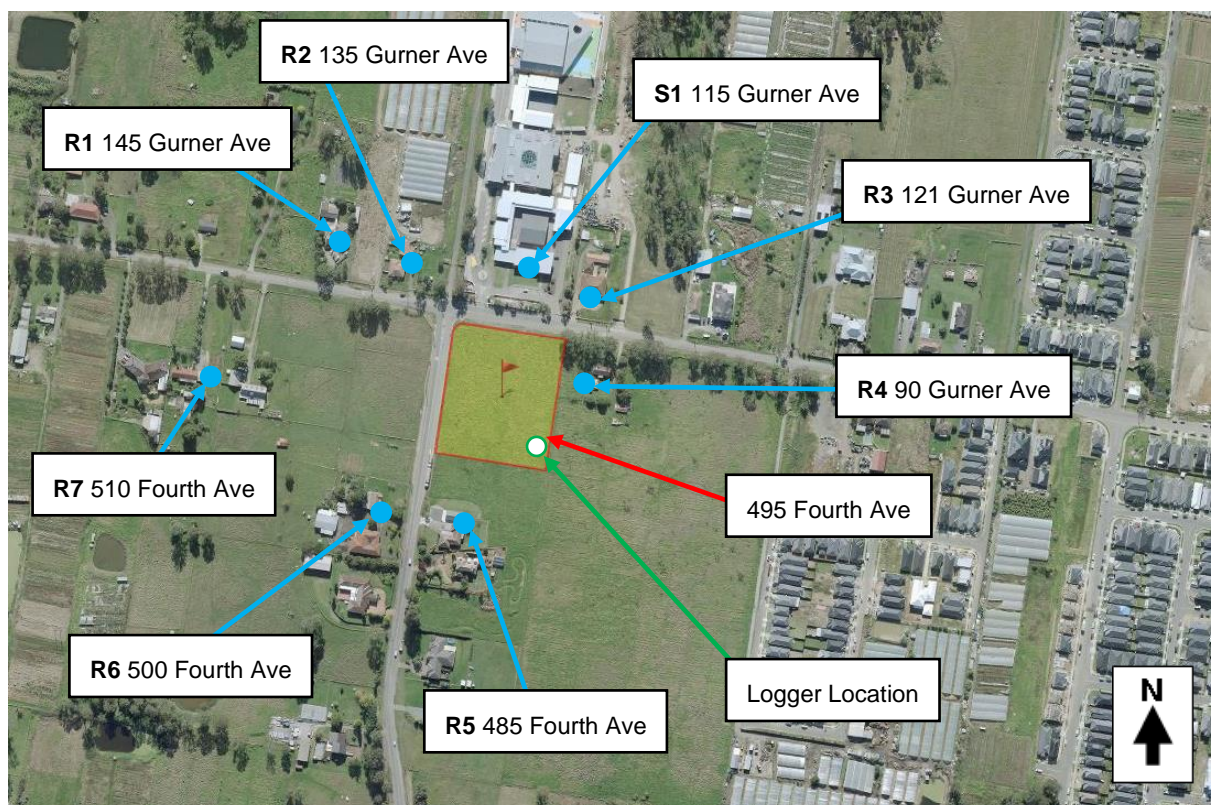 R2 135 Gurner Ave
S1 115 Gurner Ave
R1 145 Gurner Ave
R3 121 Gurner Ave
R4 90 Gurner Ave
R7 510 Fourth Ave
495 Fourth Ave
R6 500 Fourth Ave
Logger Location
R5 485 Fourth Ave
N